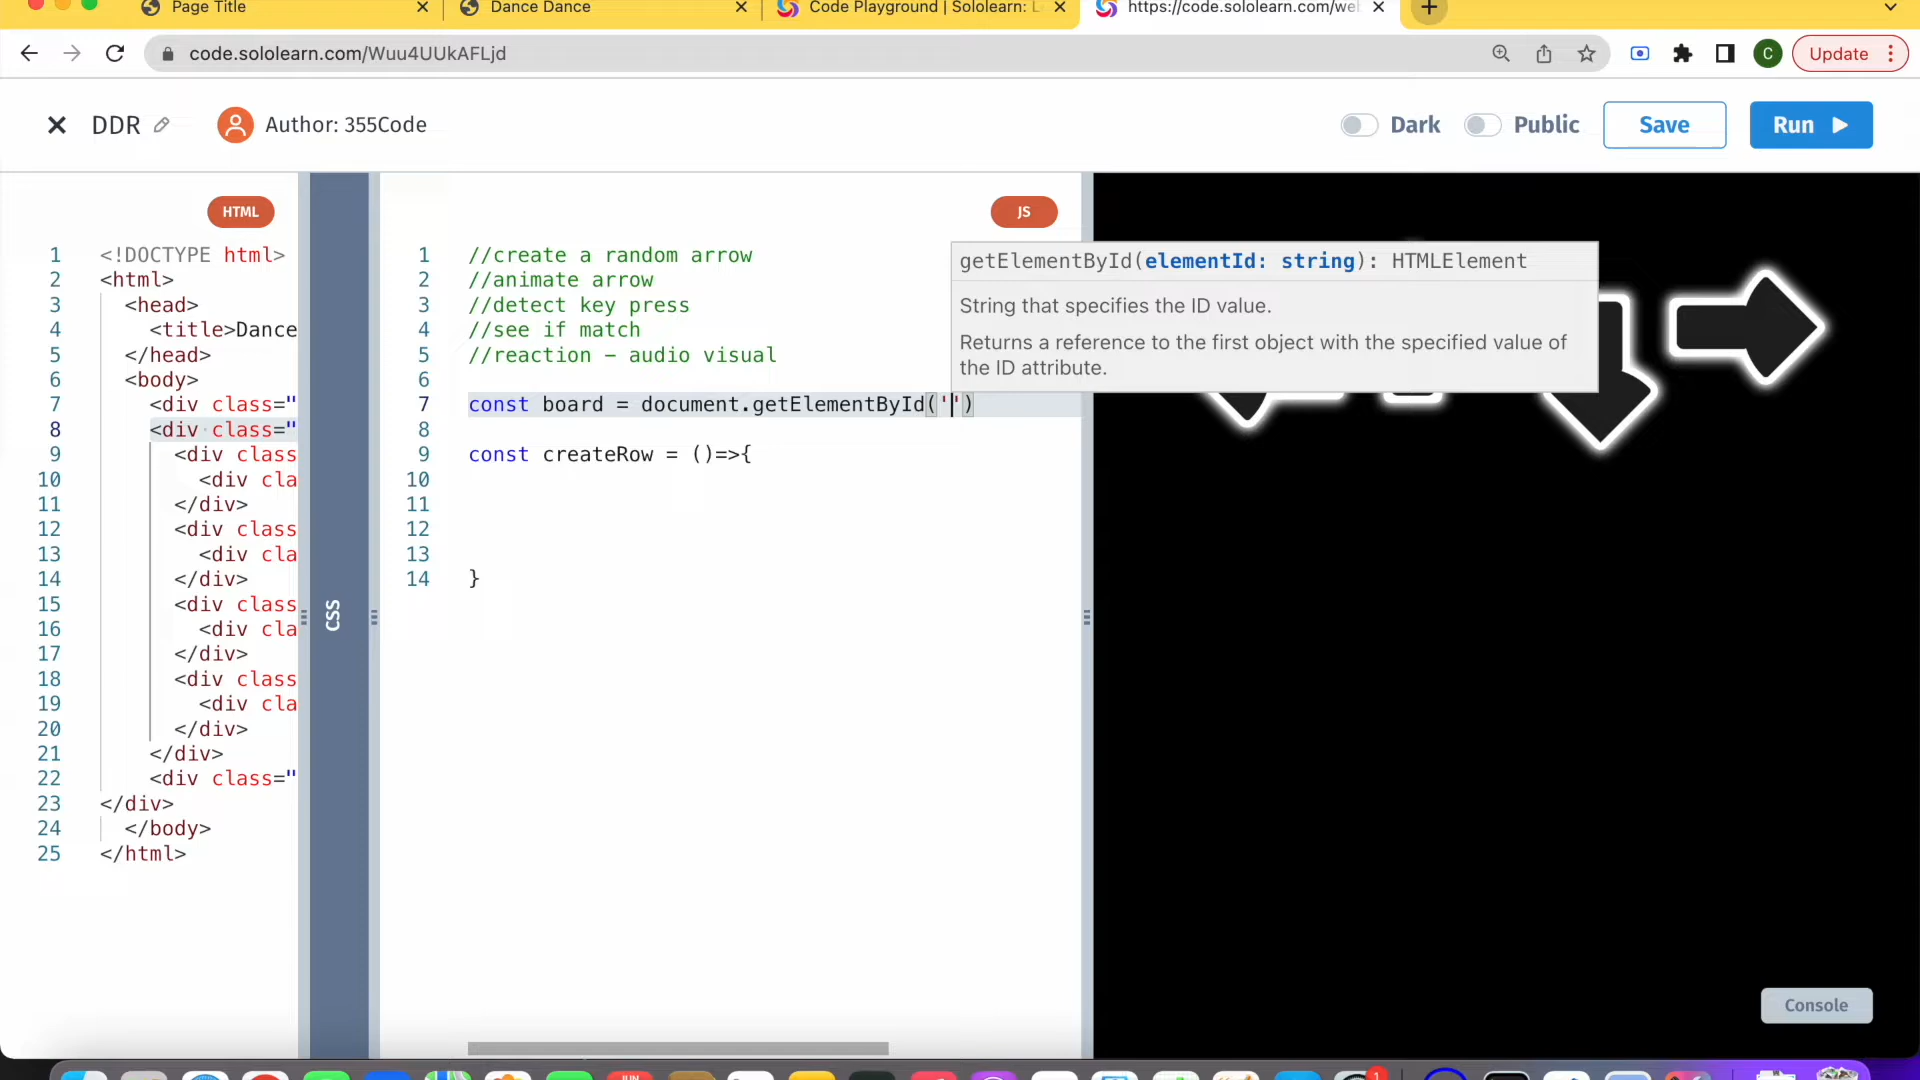 Page Title
Dance Dance
Code Playground | Sololearn: L
https://code.sololearn.com/we
code.sololearn.com/Wuu4UUkAFLjd
C
Update
DDR
Author: 355Code
Dark
Public
Save
Run
HTML
1 <!DOCTYPE html>
2 <html>
3 <head>
4 <title>Dance
5 </head>
6 <body>
7 <div class="
8 <div class="
9 <div class
10 <div cla
11 </div>
12 <div class
13 <div cla
14 </div>
15 <div class
16 <div cla
17 </div>
18 <div class
19 <div cla
20 </div>
21 </div>
22 <div class="
23 </div>
24 </body>
25 </html>
CSS
JS
1 //create a random arrow
2 //animate arrow
3 //detect key press
4 //see if match
5 //reaction - audio visual
6
7 const board = document.getElementById('')
8
9 const createRow = ()=>{
10
11
12
13
14 }
getElementById(elementId: string): HTMLElement
String that specifies the ID value.
Returns a reference to the first object with the specified value of
the ID attribute.
Console
JUN
1